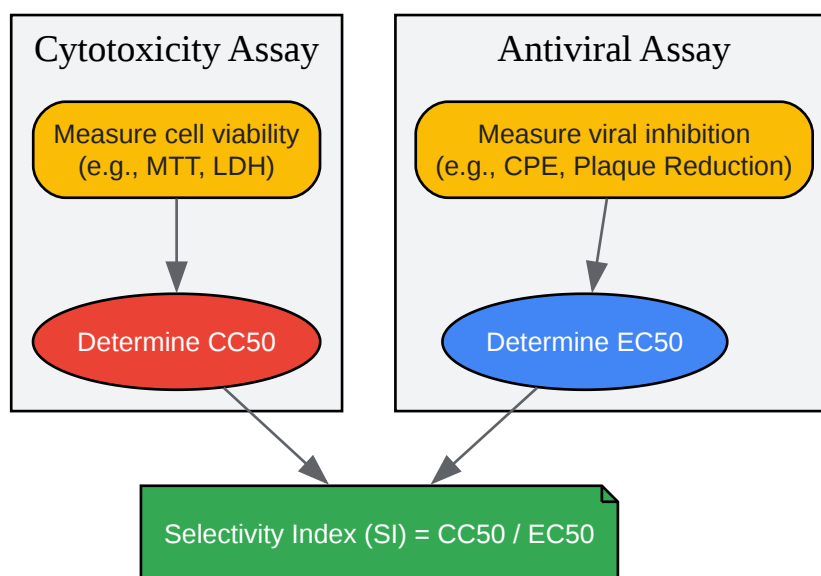 Cytotoxicity Assay
Measure cell viability
(e.g., MTT, LDH)
Determine CC50
Antiviral Assay
Measure viral inhibition
(e.g., CPE, Plaque Reduction)
Determine EC50
Selectivity Index (SI) = CC50 / EC50